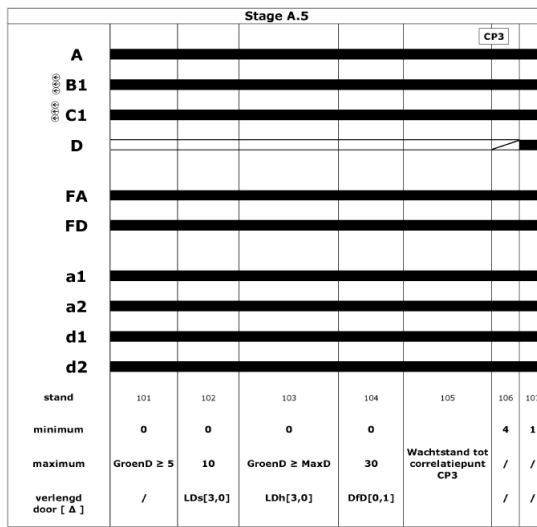 Stage A.5
CP3
A
B1
C1
D
FA
FD
a1
a2
d1
d2
stand 101 102 103 104 105 106 107
minimum 0 0 0 0 4 1
maximum GroenD ≥ 5 10 GroenD ≥ MaxD 30 Wachtstand tot correlatiepunt CP3 / /
verlengd door [ Δ ] / LDs[3,0] LDh[3,0] DfD[0,1] / /